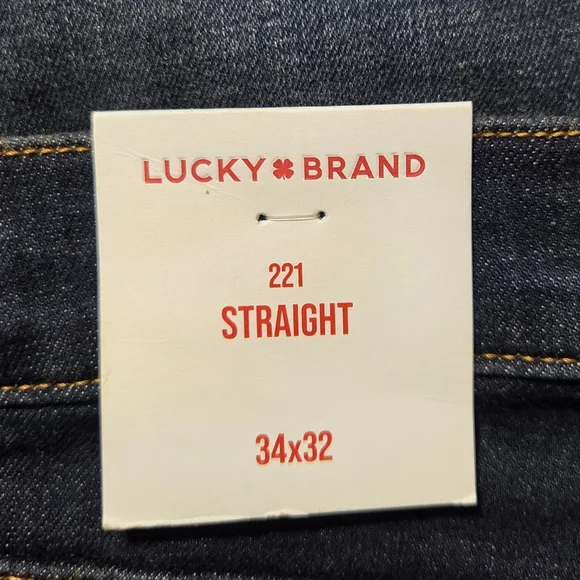 LUCKY BRAND
221
STRAIGHT
34x32